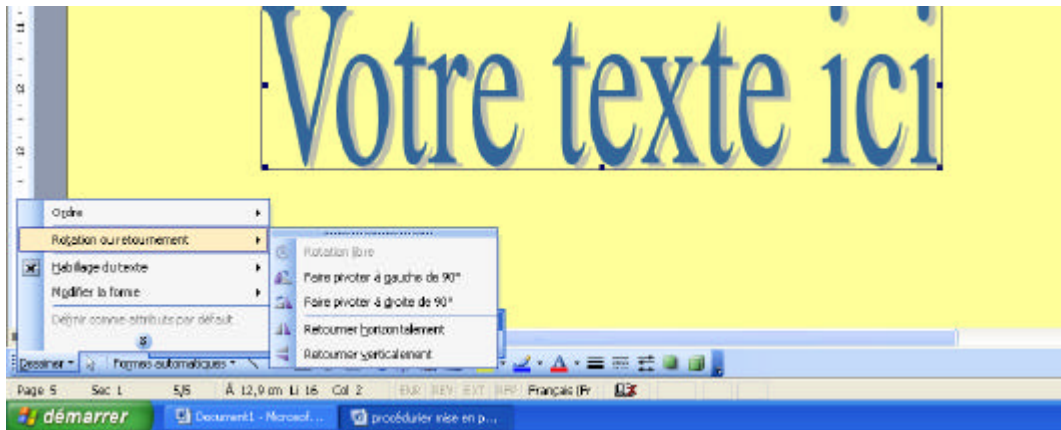 Votre texte ici
Ordre
Rotation ou retournement
Habillage du texte
Modifier la forme
Définir comme attributs par défaut
Rotation libre
Faire pivoter à gauche de 90°
Faire pivoter à droite de 90°
Retourner horizontalement
Retourner verticalement
Dessiner
Formes automatiques
Page 5 Sec 1 5/5 À 12,9 cm Li 16 Col 2 ENR REV EXT RFP Français (Fr
démarrer
Document1 - Microsof...
procédurier mise en p...